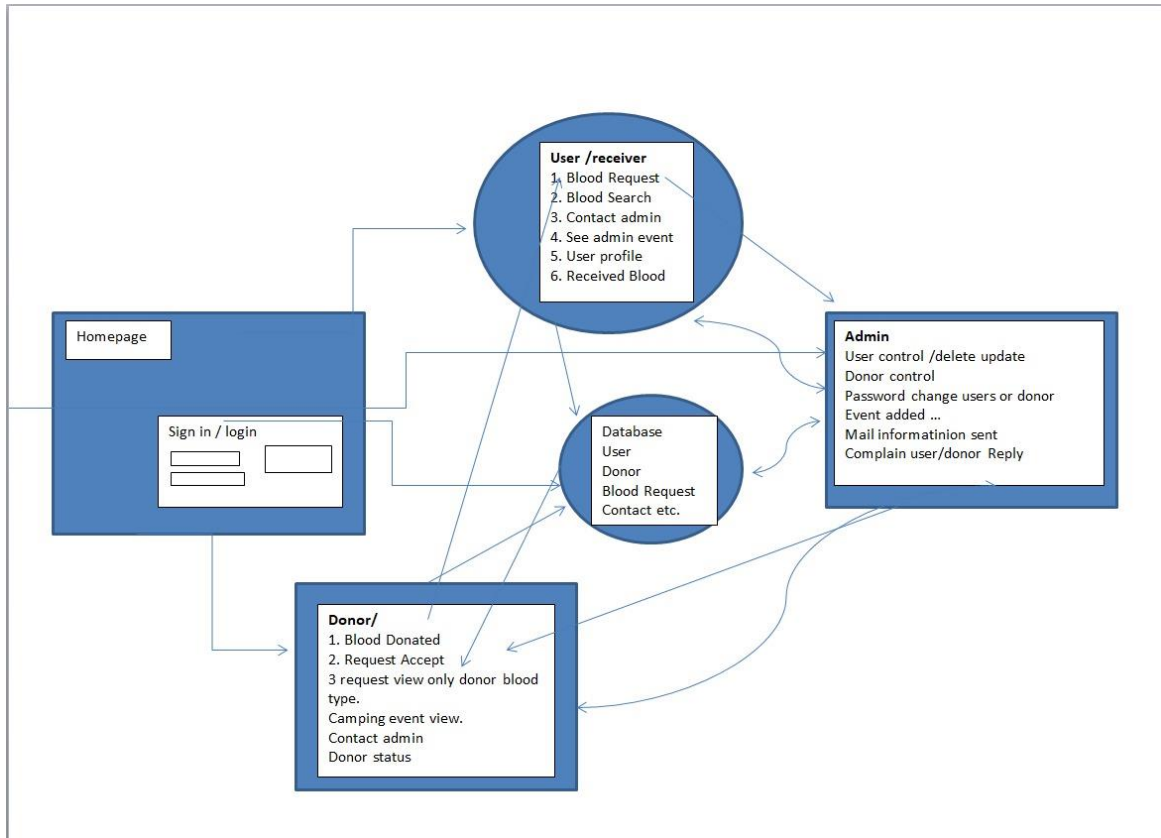 User /receiver
1. Blood Request
2. Blood Search
3. Contact admin
4. See admin event
5. User profile
6. Received Blood
Homepage
Sign in / login
Admin
User control /delete update
Donor control
Password change users or donor
Event added ...
Mail informatinion sent
Complain user/donor Reply
Database
User
Donor
Blood Request
Contact etc.
Donor/
1. Blood Donated
2. Request Accept
3 request view only donor blood
type.
Camping event view.
Contact admin
Donor status